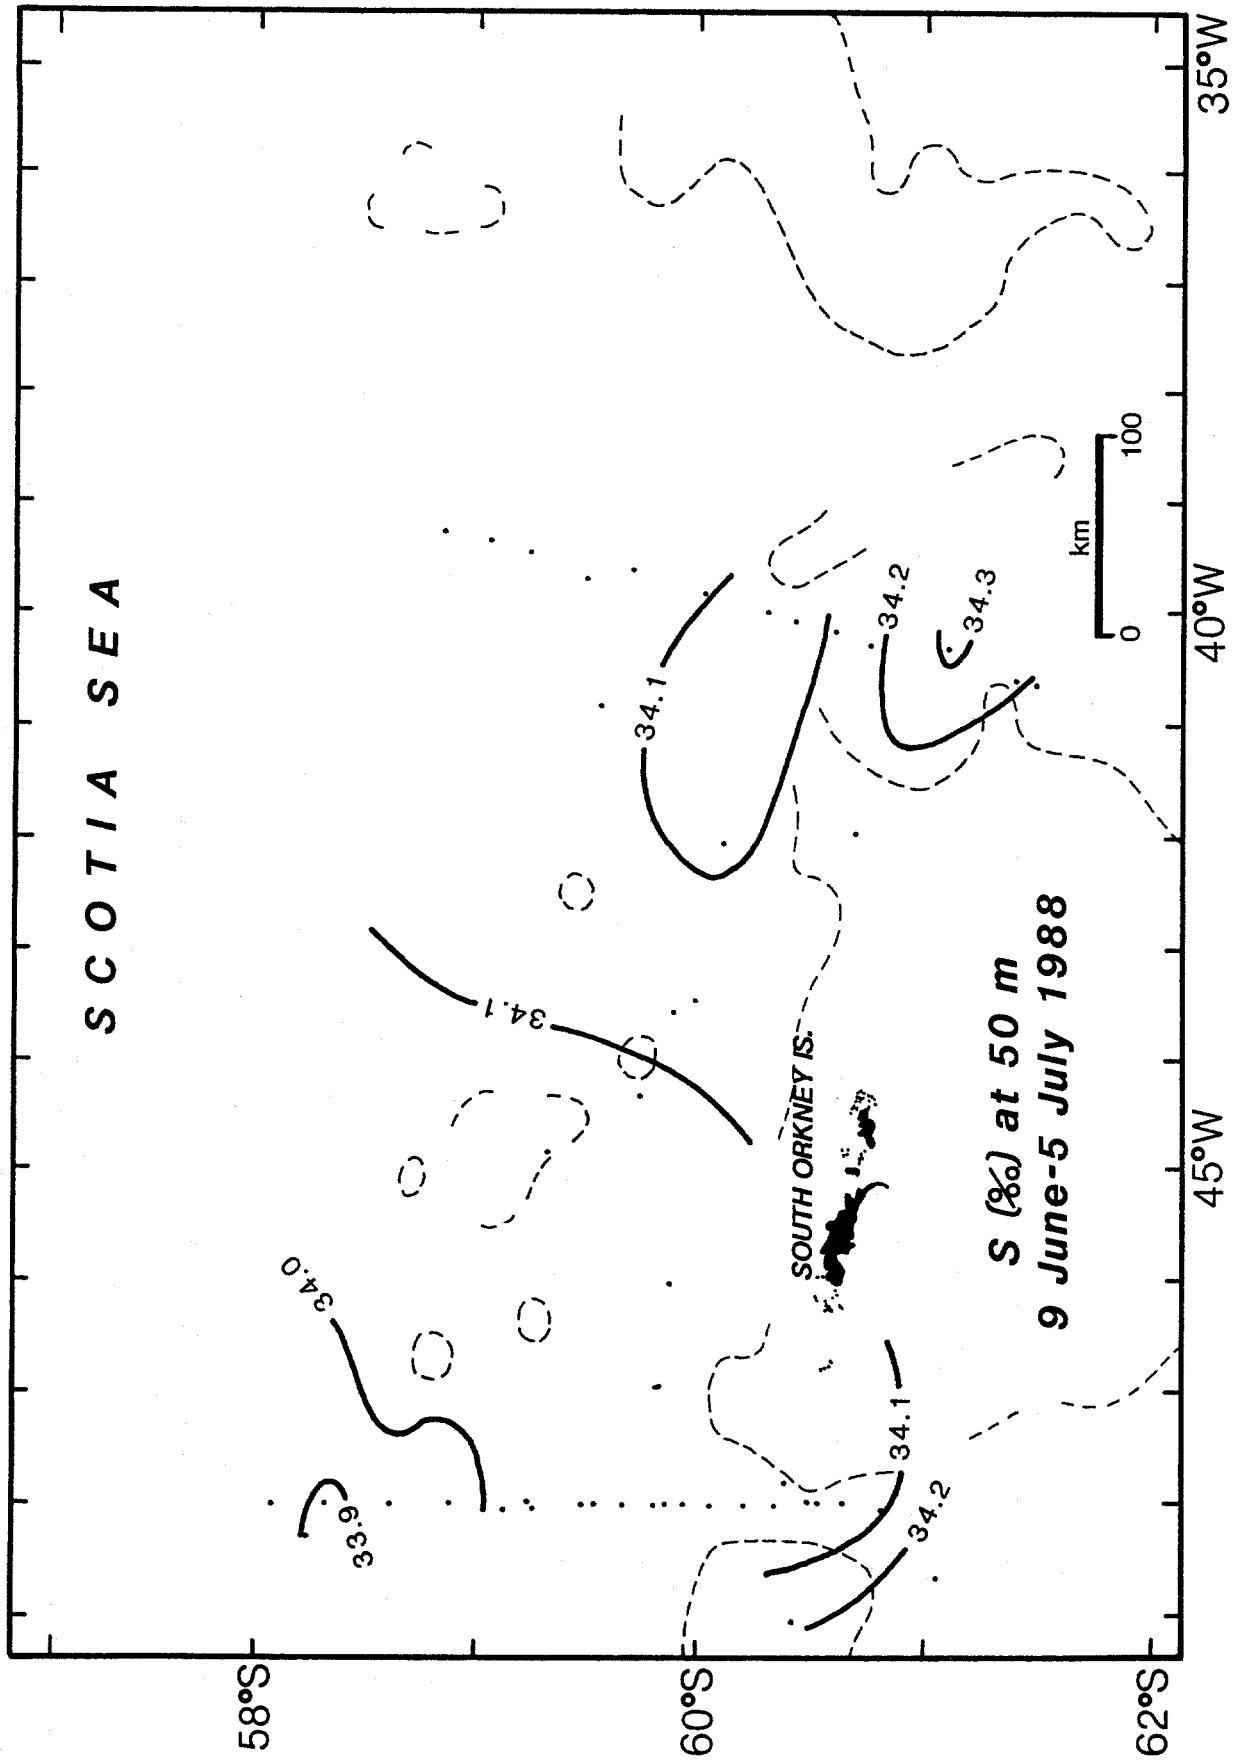 SCOTIA SEA
58°S
60°S
62°S
33.9
34.0
34.1
34.1
34.1
34.2
34.2
34.3
SOUTH ORKNEY IS.
S (‰) at 50 m
9 June-5 July 1988
km
0 100
45°W
40°W
35°W